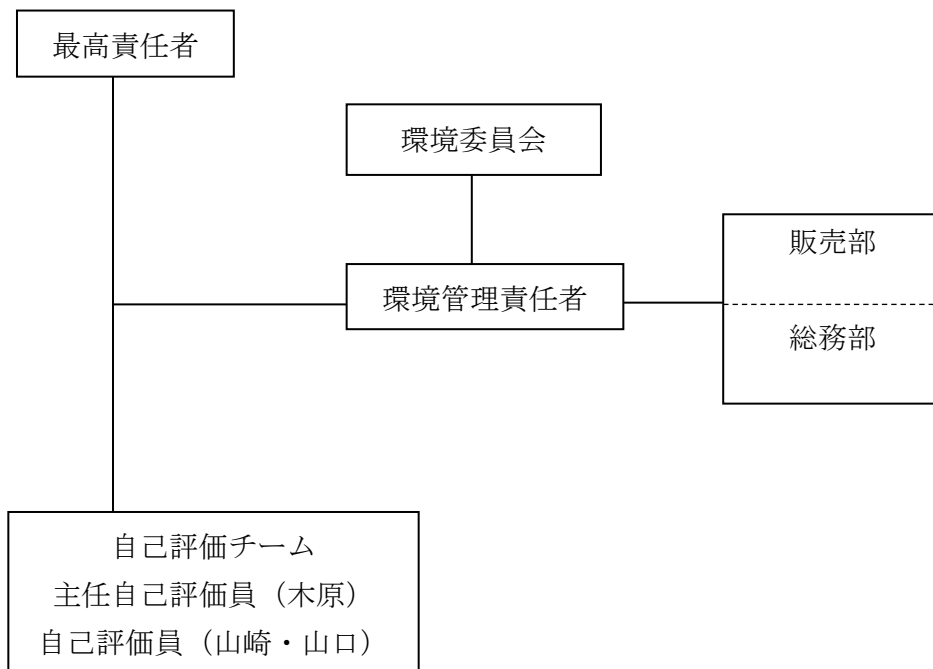 最高責任者
環境委員会
販売部
環境管理責任者
総務部
自己評価チーム
主任自己評価員（木原）
自己評価員（山崎・山口）